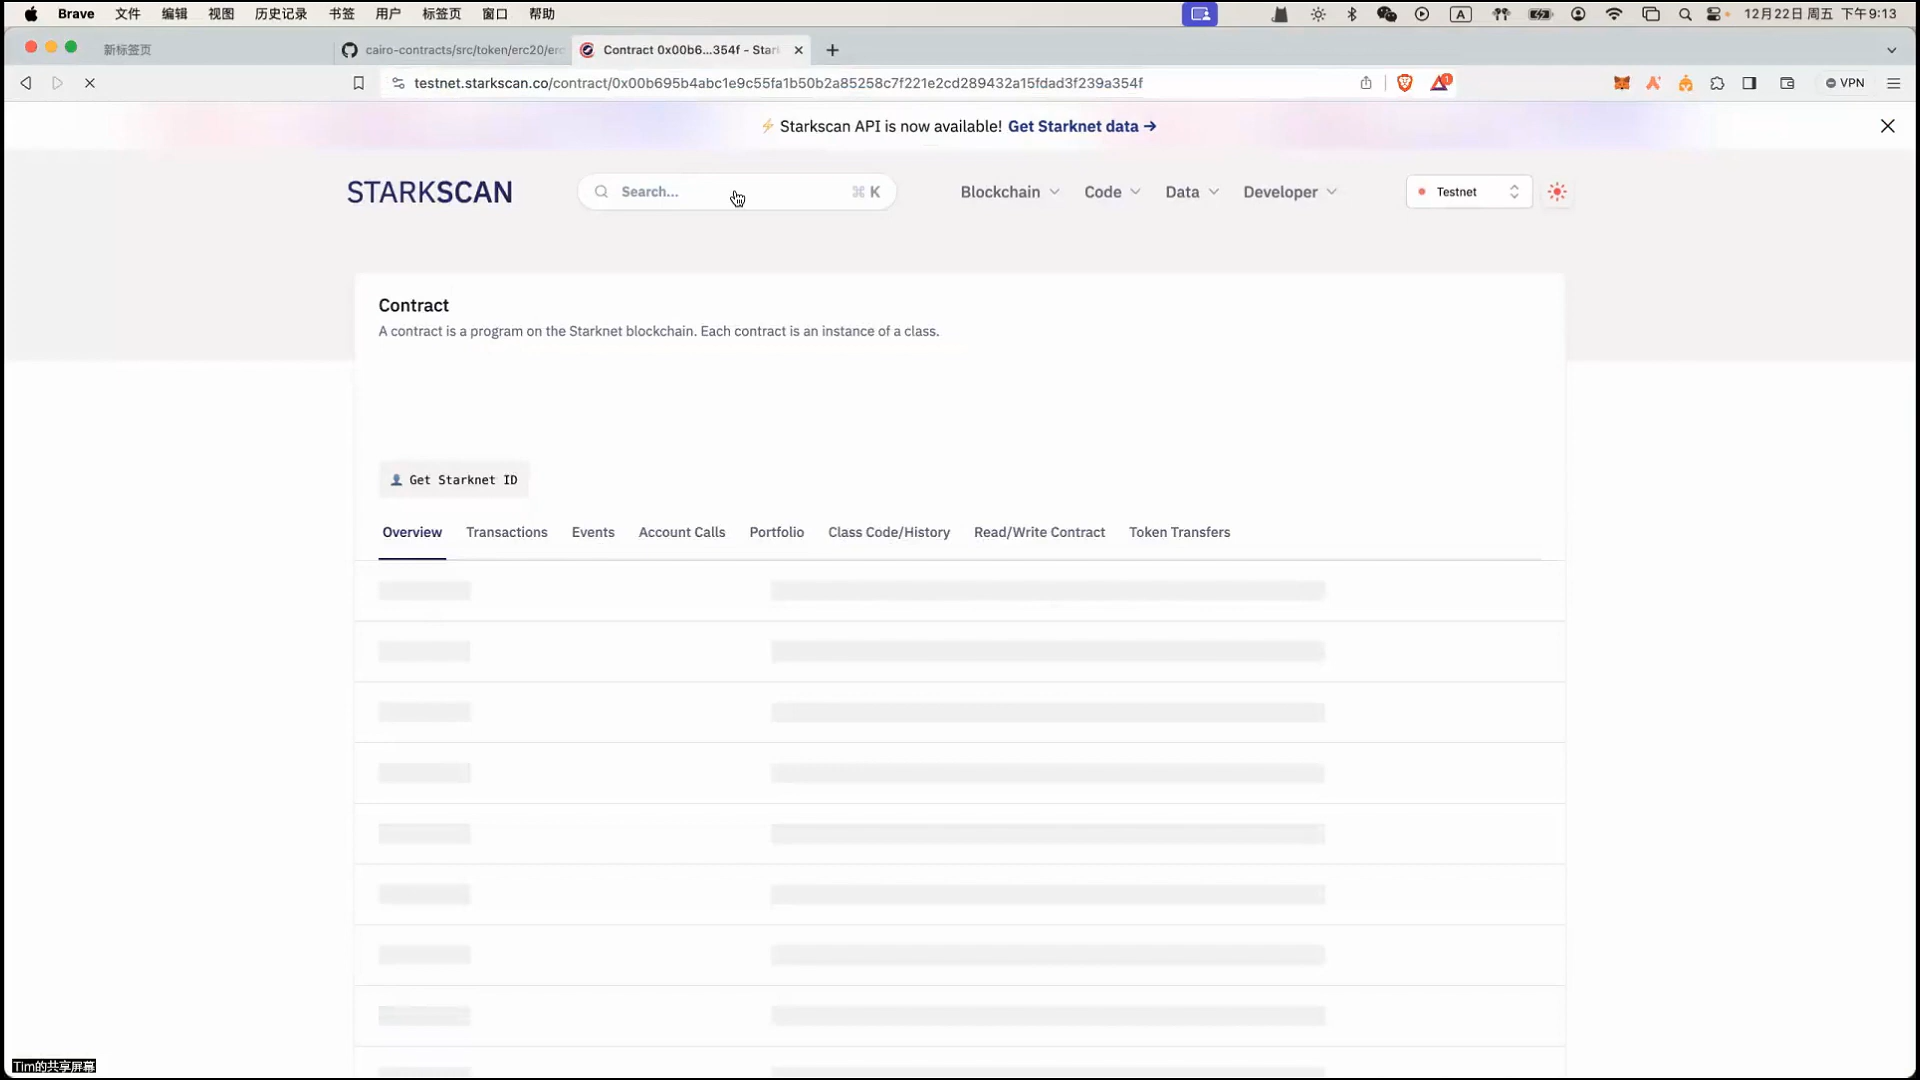 Brave 文件 编辑 视图 历史记录 书签 用户 标签页 窗口 帮助 A 12月22日 周五 下午9:13
新标签页 cairo-contracts/src/token/erc20/erc Contract 0x00b6...354f - Star
testnet.starkscan.co/contract/0x00b695b4abc1e9c55fa1b50b2a85258c7f221e2cd289432a15fdad3f239a354f 1 VPN
⚡ Starkscan API is now available! Get Starknet data →
STARKSCAN Search... ⌘ K Blockchain Code Data Developer Testnet
Contract
A contract is a program on the Starknet blockchain. Each contract is an instance of a class.
Get Starknet ID
Overview Transactions Events Account Calls Portfolio Class Code/History Read/Write Contract Token Transfers
Tim的共享屏幕